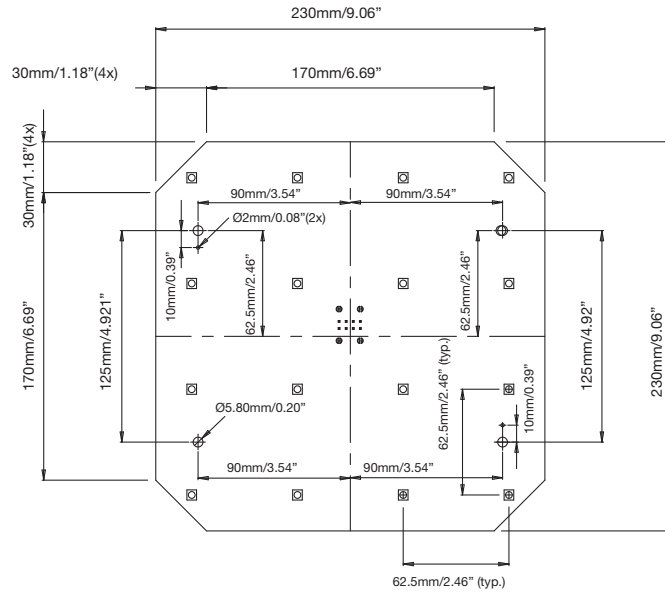 230mm/9.06”
30mm/1.18”(4x)
170mm/6.69”
30mm/1.18”(4x)
90mm/3.54”
90mm/3.54”
Ø2mm/0.08”(2x)
10mm/0.39”
62.5mm/2.46”
62.5mm/2.46”
170mm/6.69”
125mm/4.921”
125mm/4.92”
230mm/9.06”
62.5mm/2.46” (typ.)
10mm/0.39”
Ø5.80mm/0.20”
90mm/3.54”
90mm/3.54”
62.5mm/2.46” (typ.)